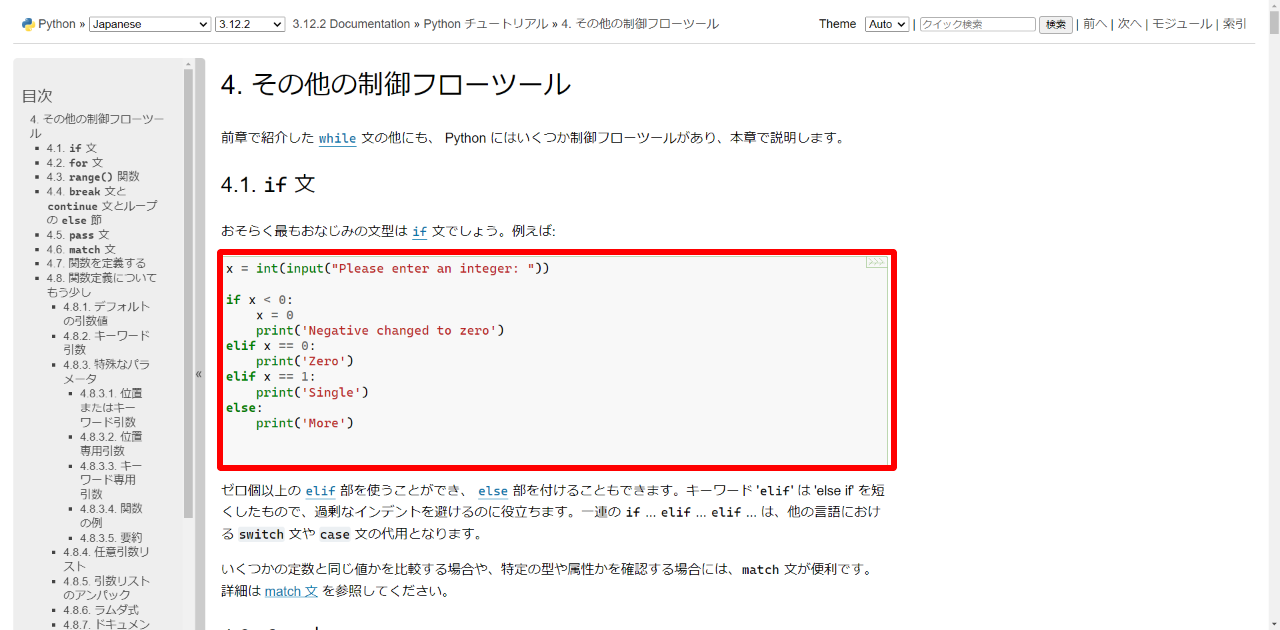 Python » Japanese 3.12.2 3.12.2 Documentation » Python チュートリアル » 4. その他の制御フローツール
Theme Auto | クイック検索 検索 | 前へ | 次へ | モジュール | 索引
目次
4. その他の制御フローツー
ル
4.1. if 文
4.2. for 文
4.3. range() 関数
4.4. break 文と
continue 文とループ
の else 節
4.5. pass 文
4.6. match 文
4.7. 関数を定義する
4.8. 関数定義について
もう少し
4.8.1. デフォルト
の引数値
4.8.2. キーワード
引数
4.8.3. 特殊なパラ
メータ
4.8.3.1. 位置
またはキー
ワード引数
4.8.3.2. 位置
専用引数
4.8.3.3. キー
ワード専用
引数
4.8.3.4. 関数
の例
4.8.3.5. 要約
4.8.4. 任意引数リ
スト
4.8.5. 引数リスト
のアンパック
4.8.6. ラムダ式
4.8.7. ドキュメン
«
4. その他の制御フローツール
前章で紹介した while 文の他にも、 Python にはいくつか制御フローツールがあり、本章で説明します。
4.1. if 文
おそらく最もおなじみの文型は if 文でしょう。例えば:
>>>
x = int(input("Please enter an integer: "))
if x < 0:
    x = 0
    print('Negative changed to zero')
elif x == 0:
    print('Zero')
elif x == 1:
    print('Single')
else:
    print('More')
ゼロ個以上の elif 部を使うことができ、 else 部を付けることもできます。キーワード 'elif' は 'else if' を短
くしたもので、過剰なインデントを避けるのに役立ちます。一連の if ... elif ... elif ... は、他の言語におけ
る switch 文や case 文の代用となります。
いくつかの定数と同じ値かを比較する場合や、特定の型や属性かを確認する場合には、match 文が便利です。
詳細は match 文 を参照してください。